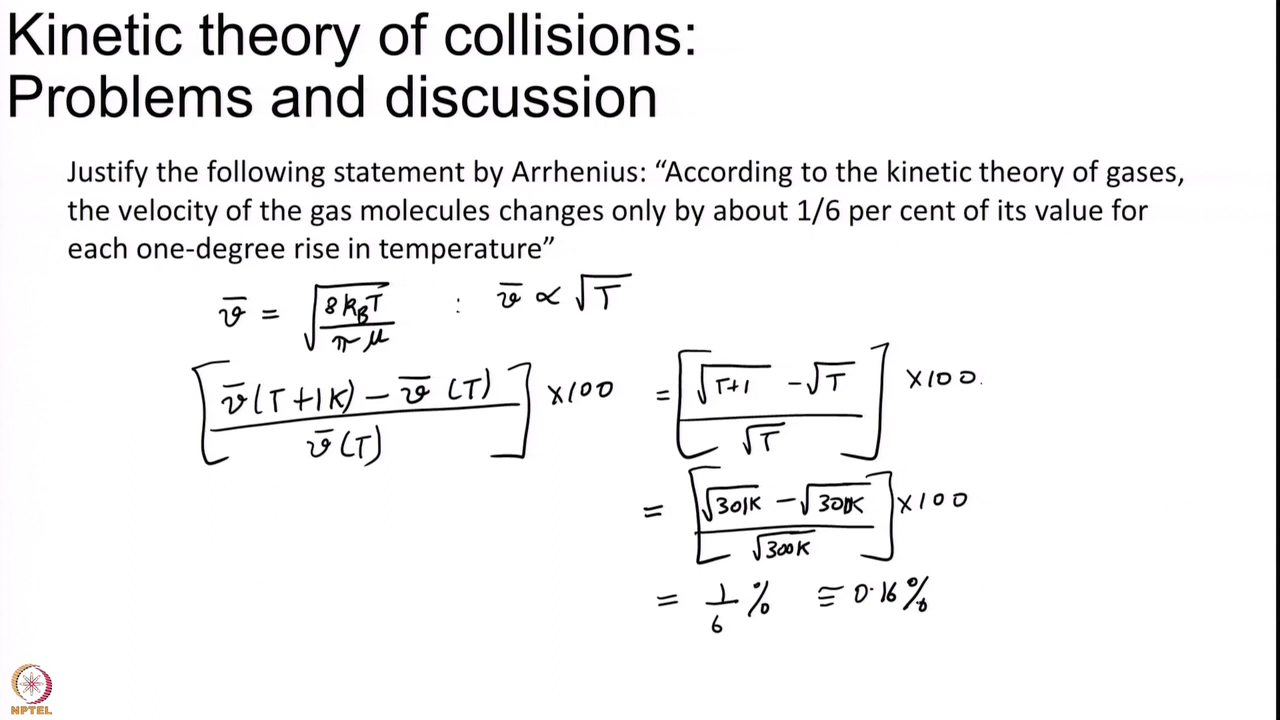 Kinetic theory of collisions:
Problems and discussion
Justify the following statement by Arrhenius: “According to the kinetic theory of gases,
the velocity of the gas molecules changes only by about 1/6 per cent of its value for
each one-degree rise in temperature”
v̄ = √(8 k_B T / π μ) : v̄ ∝ √T
[(v̄(T+1K) − v̄(T)) / v̄(T)] ×100 = [(√(T+1) − √T) / √T] ×100.
= [(√301K − √300K) / √300K] ×100
= 1/6 % ≡ 0.16%
NPTEL